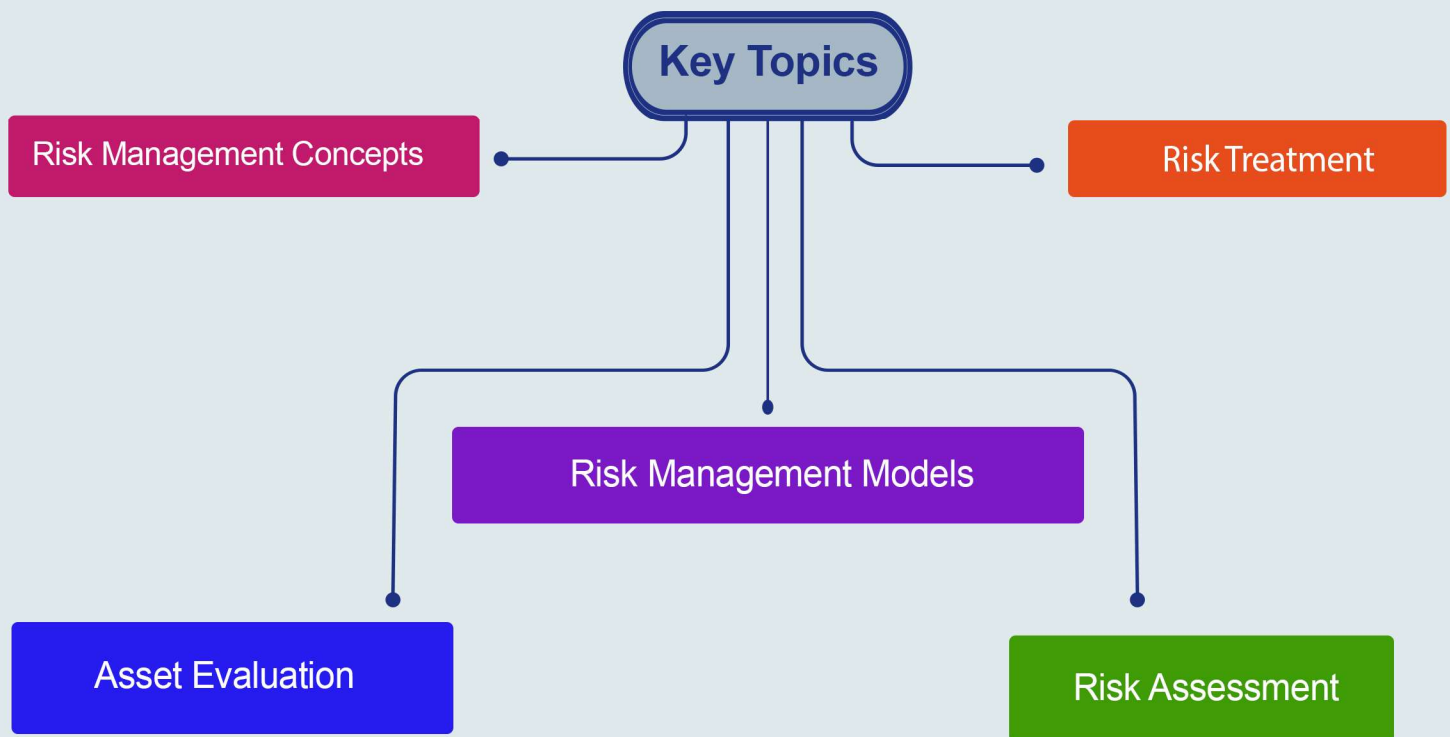 Key Topics
Risk Management Concepts
Risk Treatment
Risk Management Models
Asset Evaluation
Risk Assessment